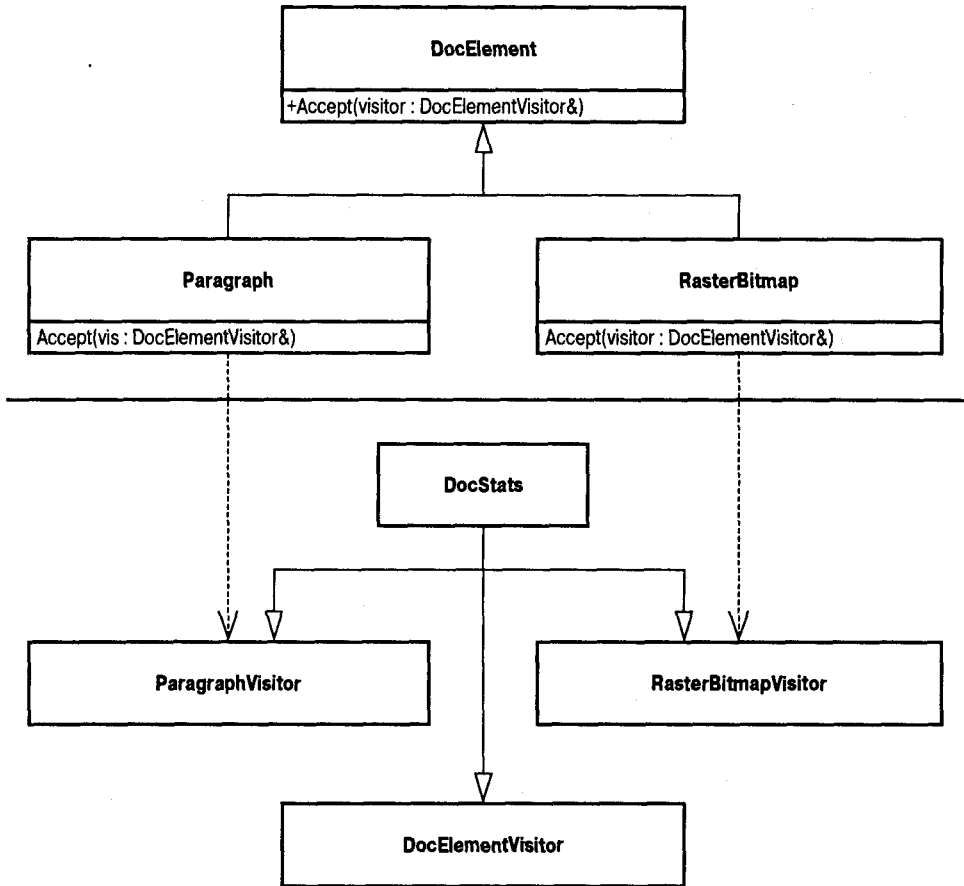 DocElement
+Accept(visitor : DocElementVisitor&)
Paragraph
Accept(vis : DocElementVisitor&)
RasterBitmap
Accept(visitor : DocElementVisitor&)
DocStats
ParagraphVisitor
RasterBitmapVisitor
DocElementVisitor